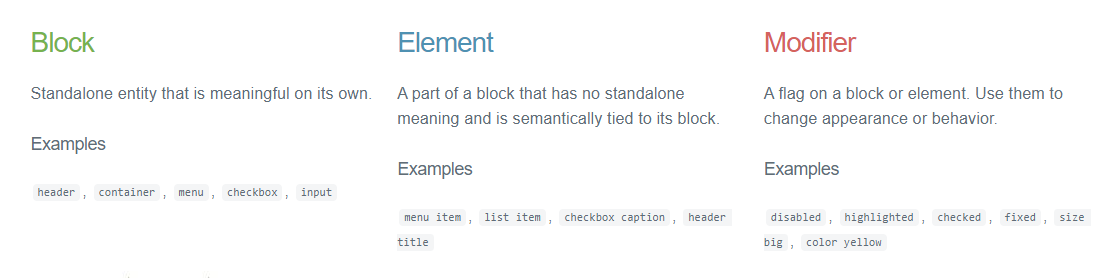 Block
Standalone entity that is meaningful on its own.
Examples
header , container , menu , checkbox , input
Element
A part of a block that has no standalone
meaning and is semantically tied to its block.
Examples
menu item , list item , checkbox caption , header
title
Modifier
A flag on a block or element. Use them to
change appearance or behavior.
Examples
disabled , highlighted , checked , fixed , size
big , color yellow